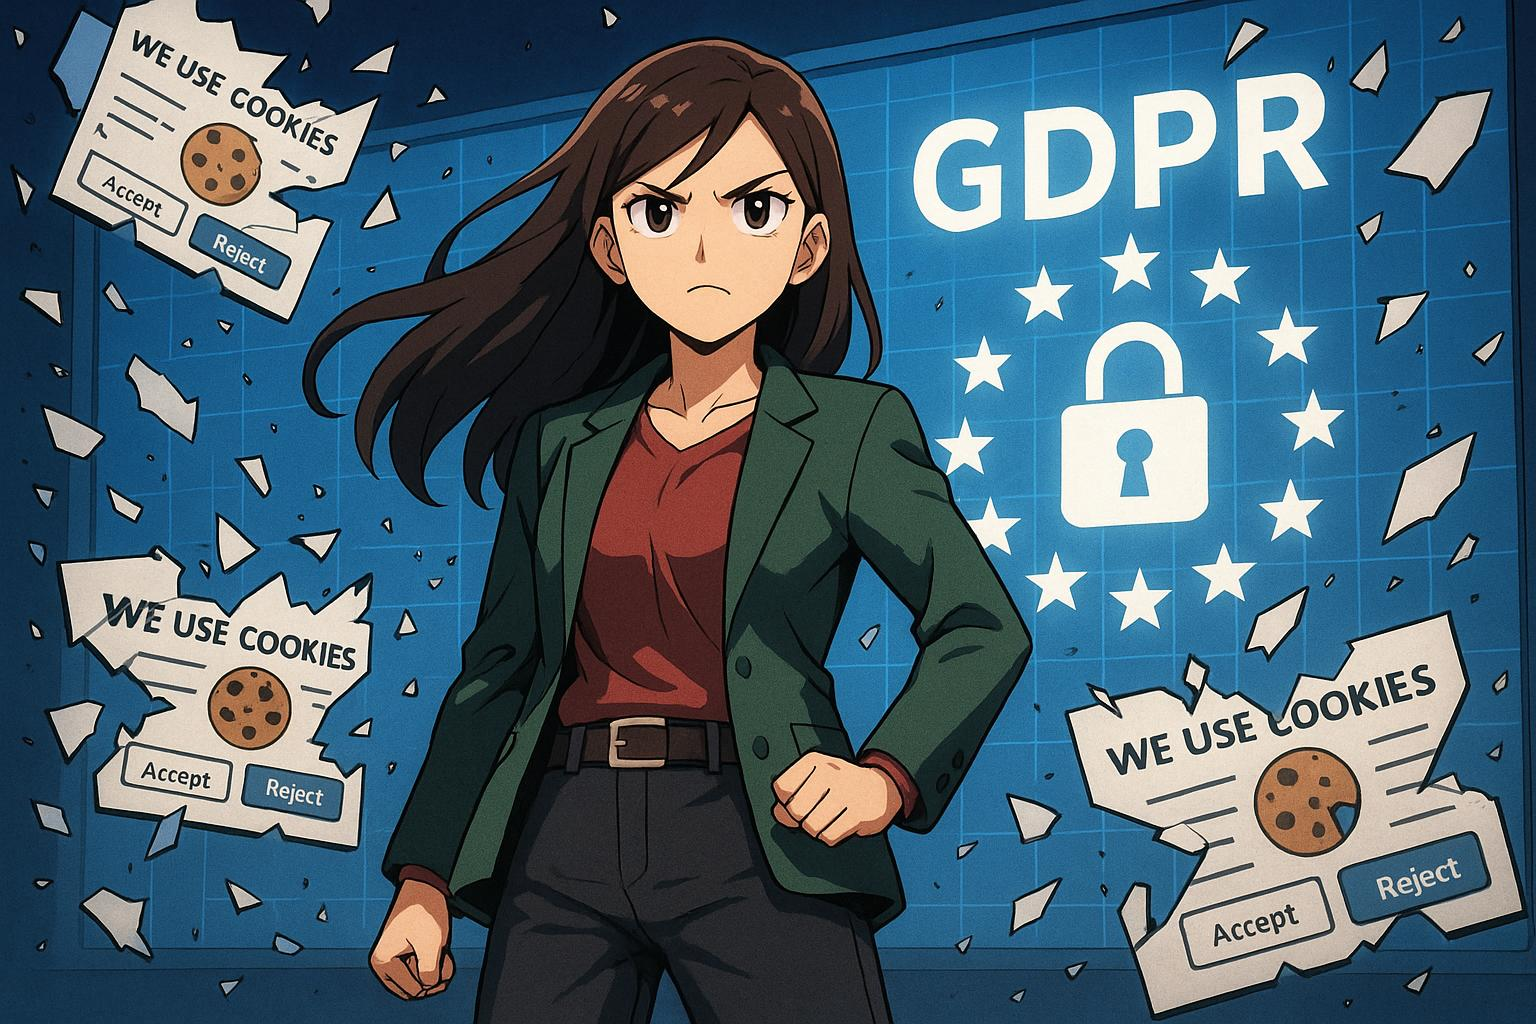 WE USE COOKIES
Accept
Reject
GDPR
WE USE COOKIES
Accept
Reject
WE USE COOKIES
Accept
Reject